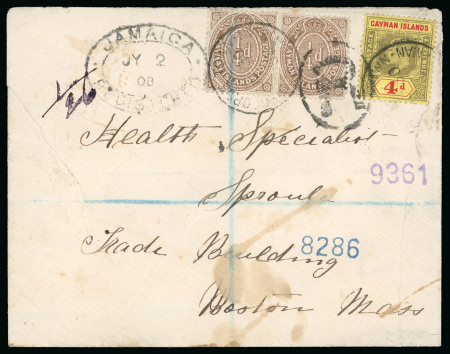 JAMAICA
JY 2
08
CAYMAN ISLANDS
4d
Health Specialist
Sproul
9361
Trade Building
8286
Boston Mass